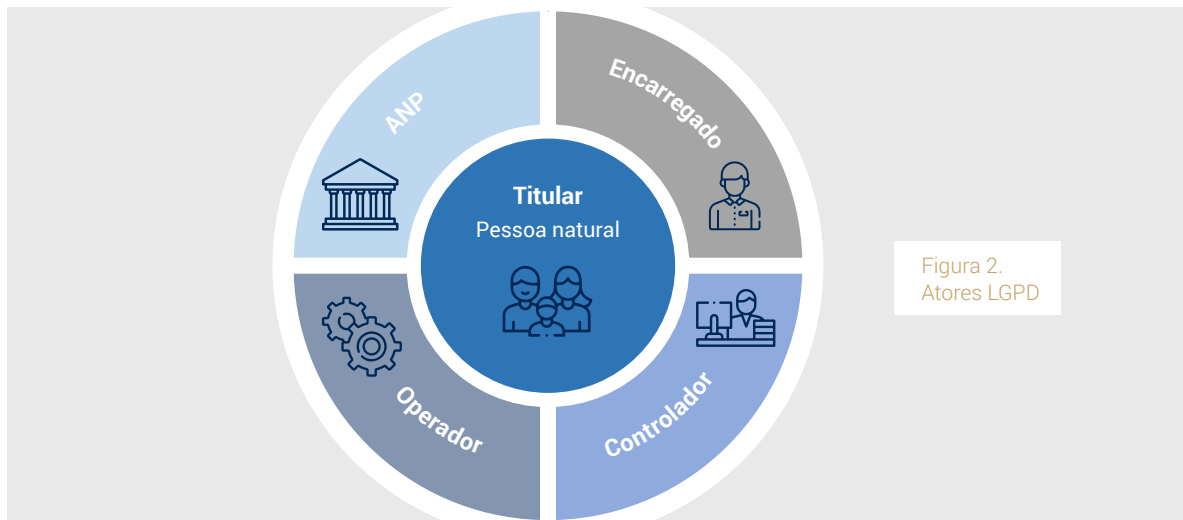 ANP
Encarregado
Titular
Pessoa natural
Operador
Controlador
Figura 2.
Atores LGPD